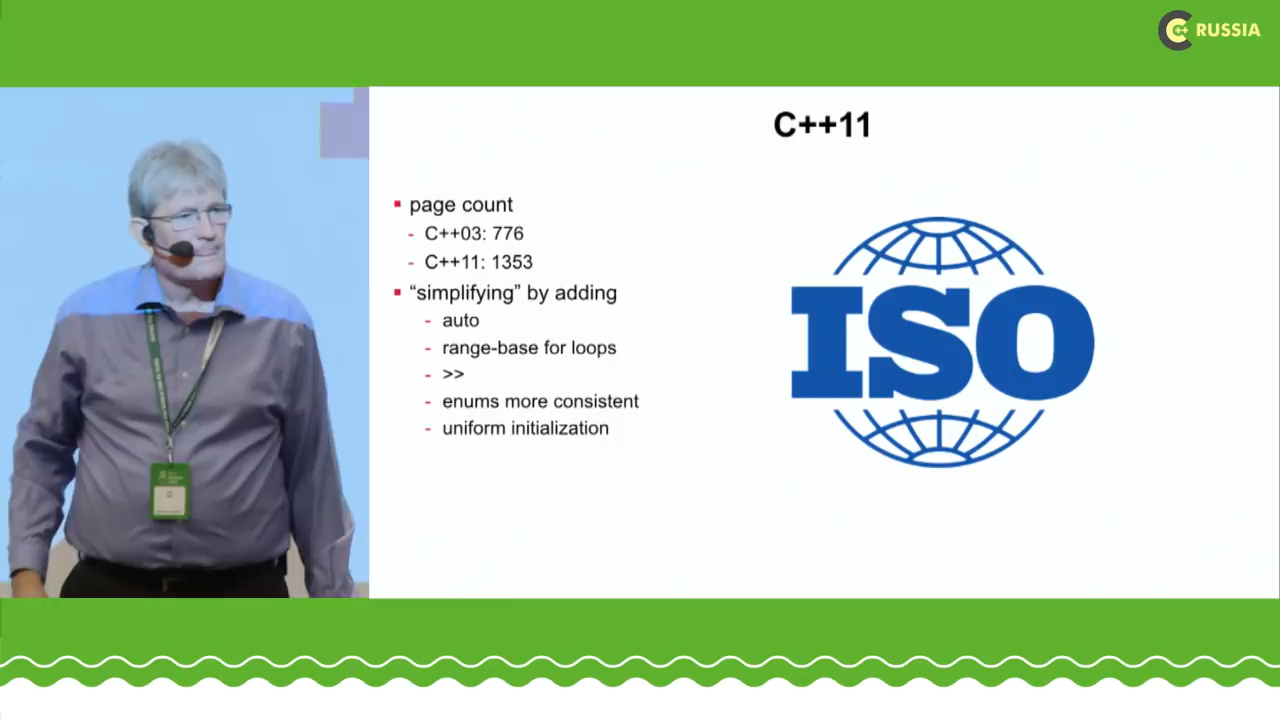 C++ RUSSIA
C++11
page count
- C++03: 776
- C++11: 1353
“simplifying” by adding
- auto
- range-base for loops
- >>
- enums more consistent
- uniform initialization
ISO